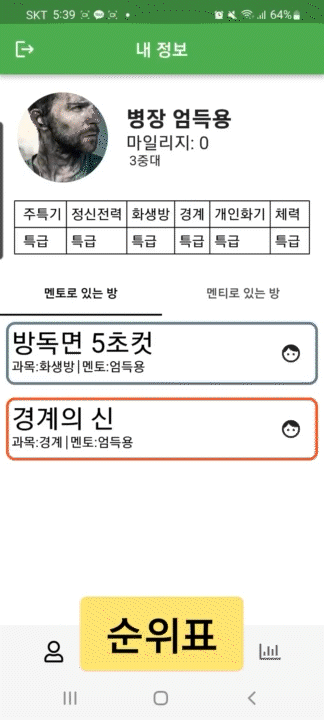 SKT 5:39 64%
내 정보
병장 엄득용
마일리지: 0
3중대
주특기 정신전력 화생방 경계 개인화기 체력
특급 특급 특급 특급 특급 특급
멘토로 있는 방 멘티로 있는 방
방독면 5초컷
과목:화생방|멘토:엄득용
경계의 신
과목:경계|멘토:엄득용
순위표